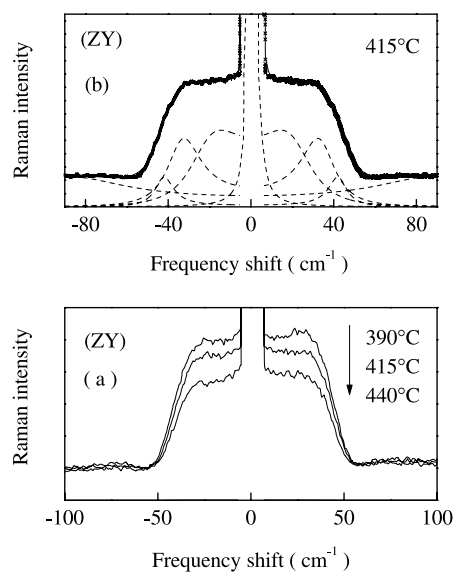 (ZY)
415°C
(b)
Raman intensity
-80 -40 0 40 80
Frequency shift ( cm-1 )
(ZY)
390°C
( a )
415°C
440°C
Raman intensity
-100 -50 0 50 100
Frequency shift ( cm-1 )